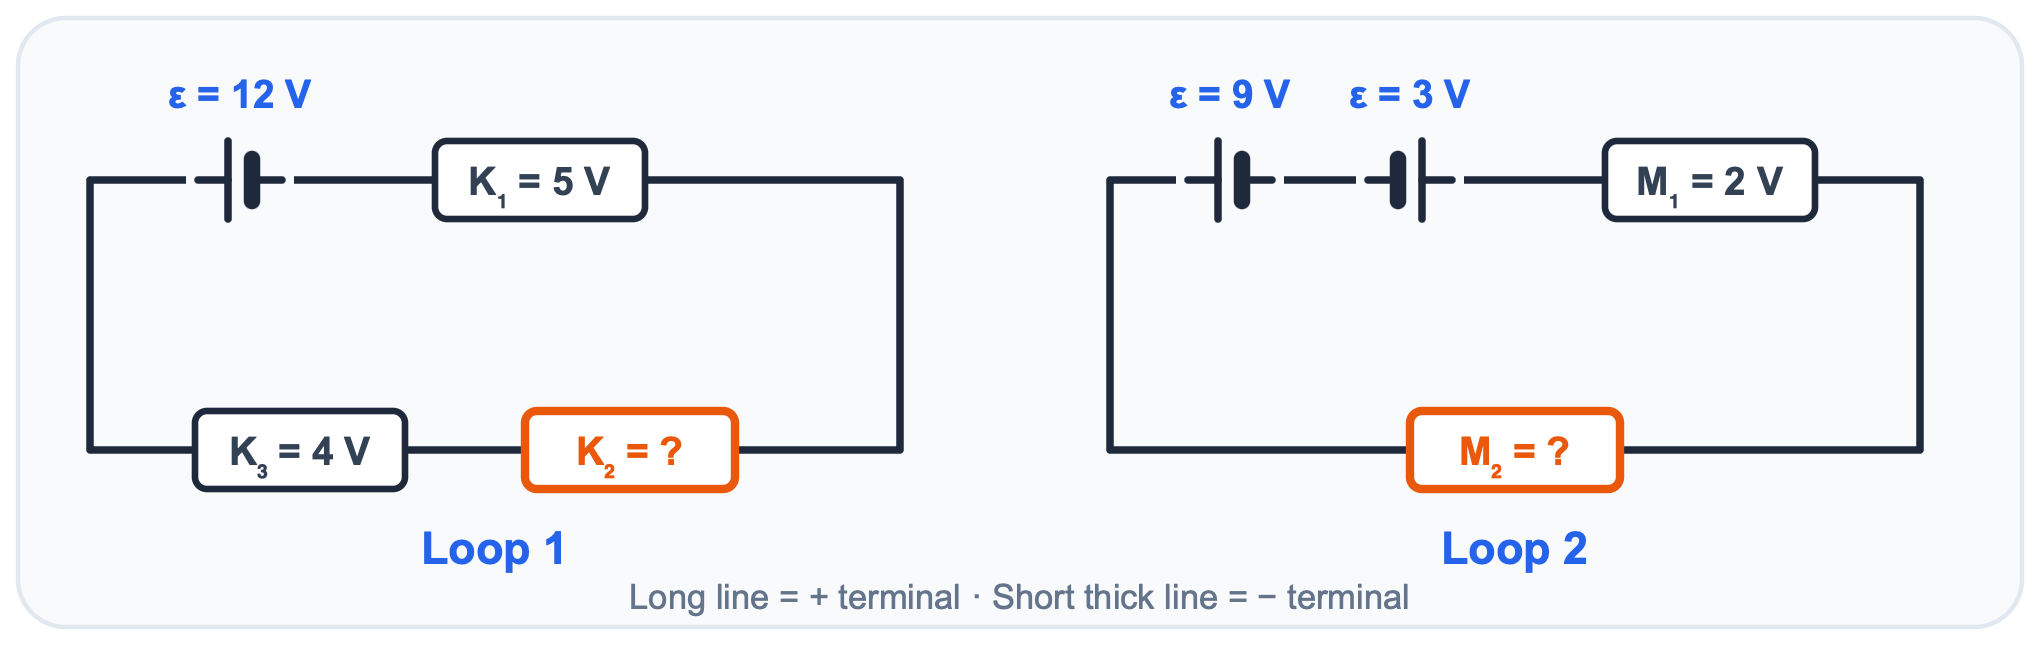 ε = 12 V
ε = 9 V
ε = 3 V
K₁ = 5 V
M₁ = 2 V
K₃ = 4 V
K₂ = ?
M₂ = ?
Loop 1
Loop 2
Long line = + terminal · Short thick line = − terminal